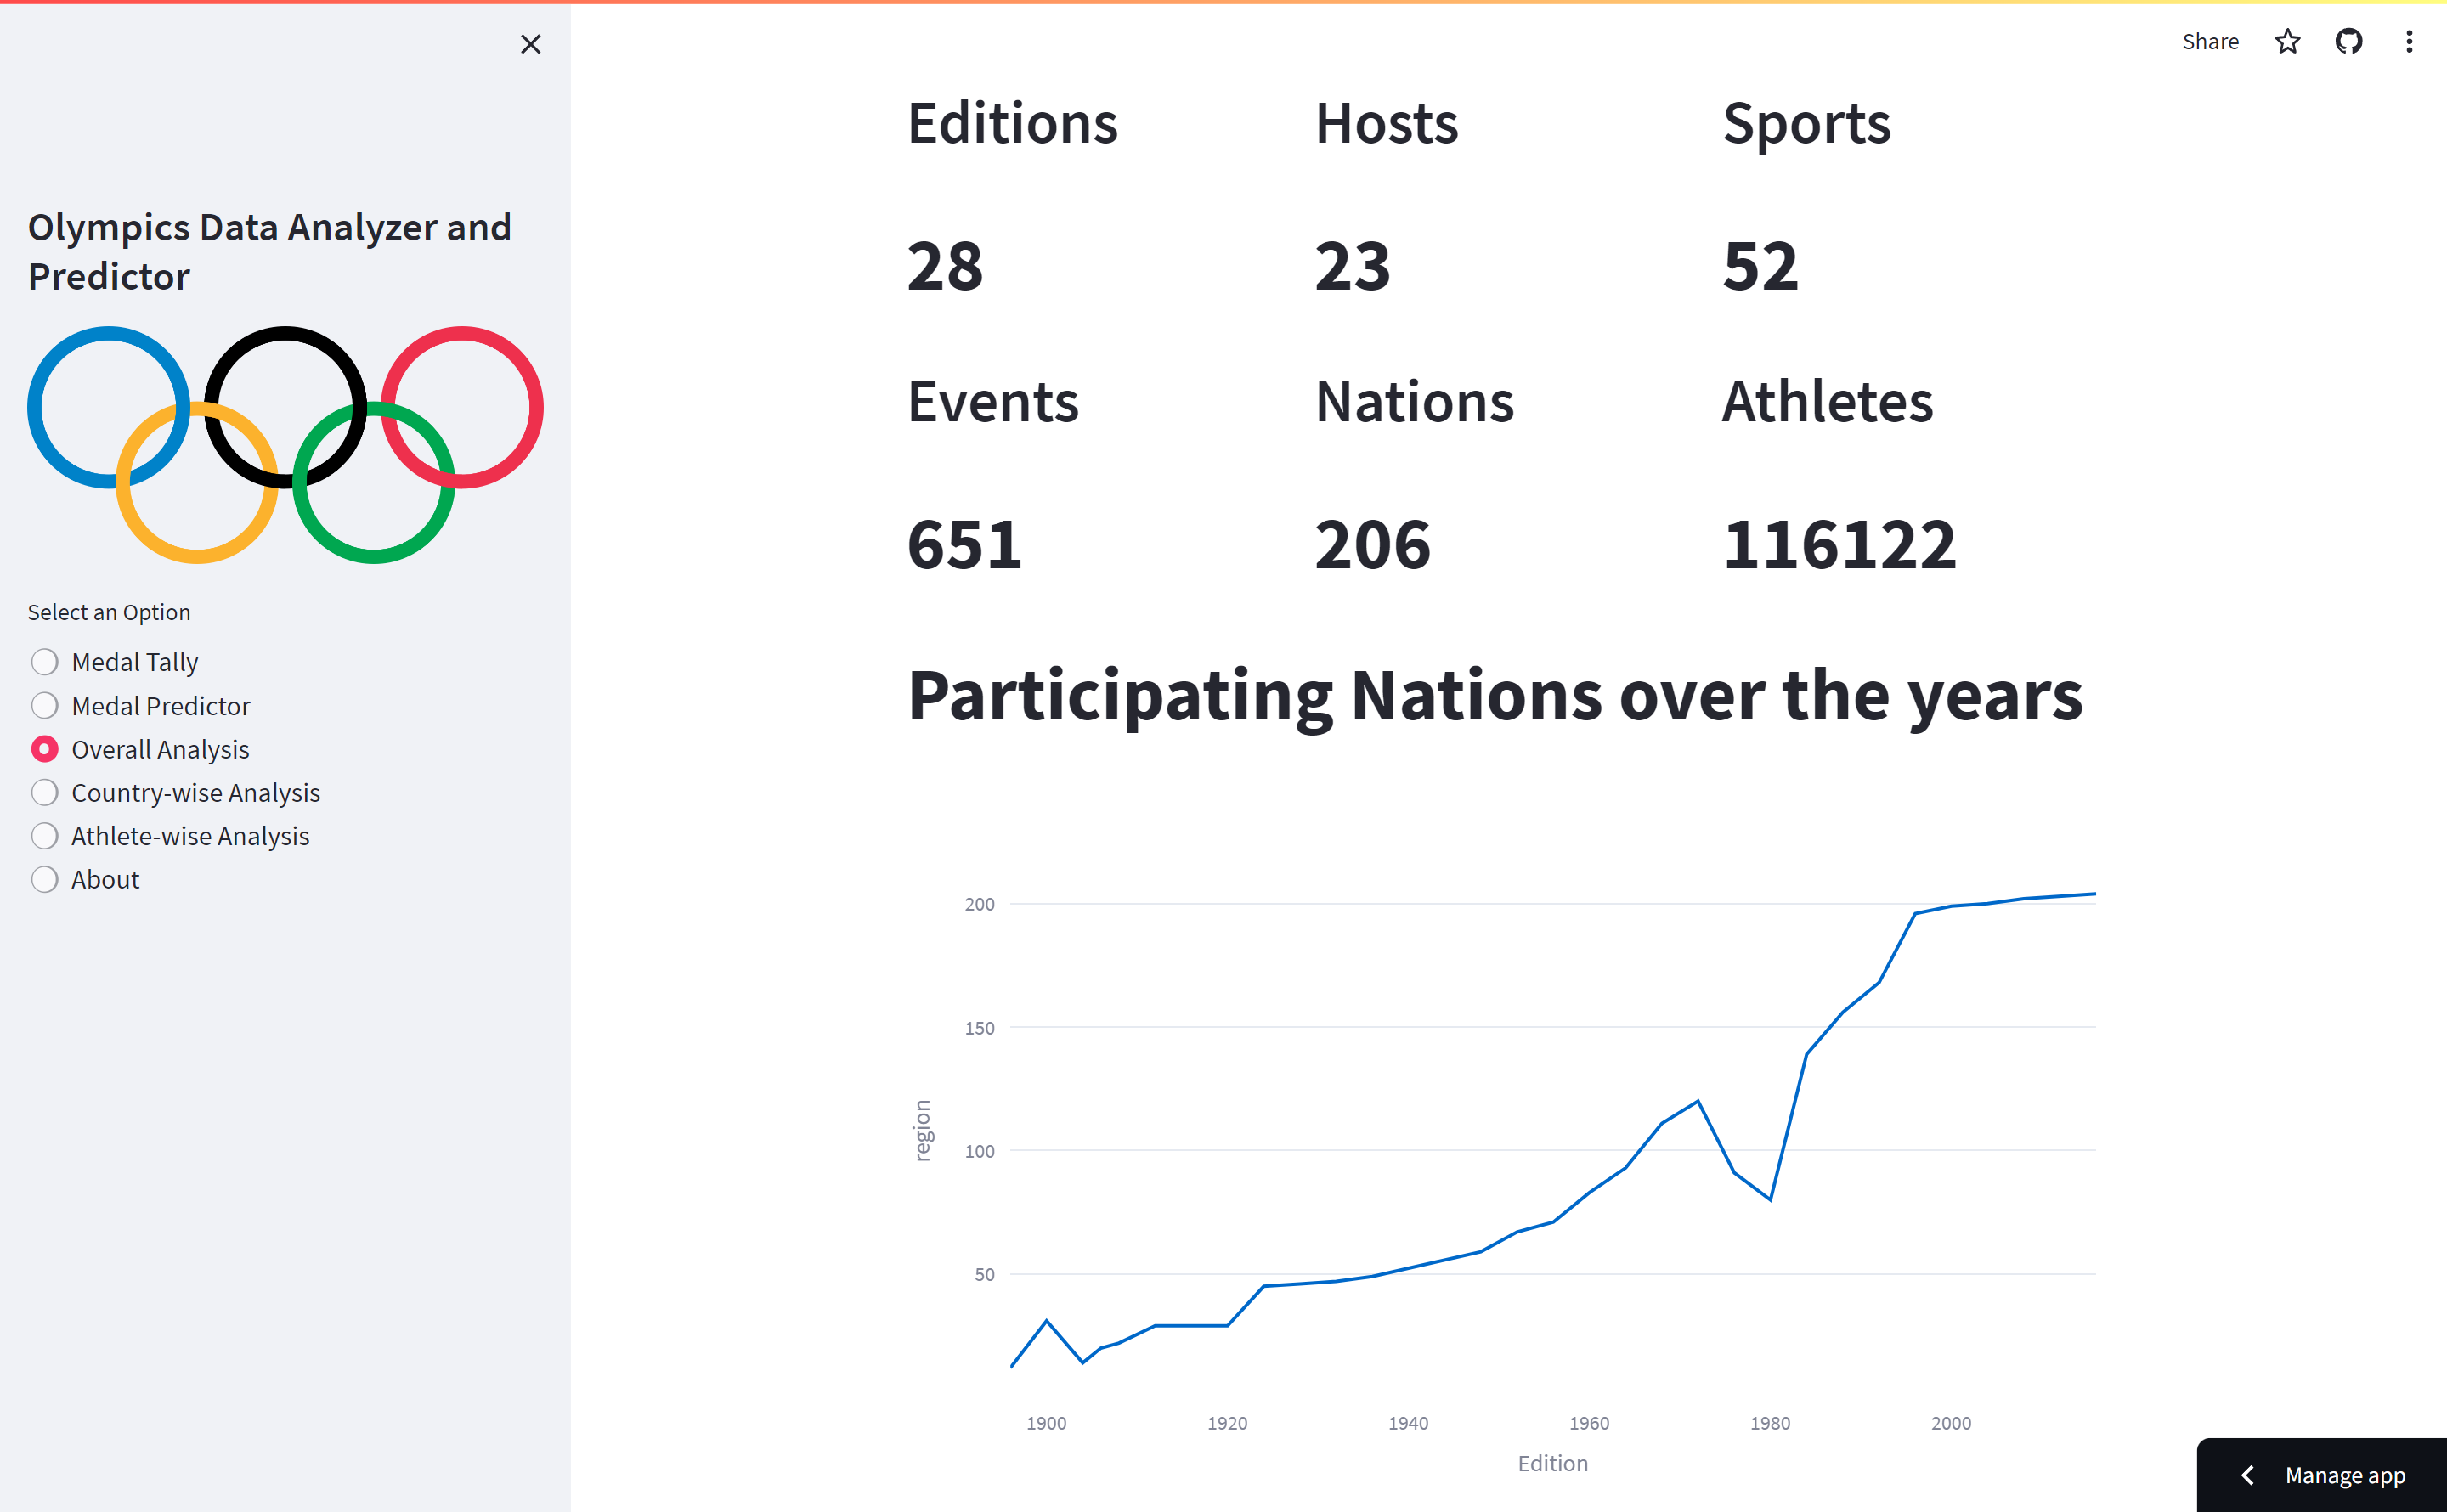 Share
Olympics Data Analyzer and
Predictor
Select an Option
Medal Tally
Medal Predictor
Overall Analysis
Country-wise Analysis
Athlete-wise Analysis
About
Editions Hosts Sports
28 23 52
Events Nations Athletes
651 206 116122
Participating Nations over the years
200
150
100
50
region
1900 1920 1940 1960 1980 2000
Edition
Manage app